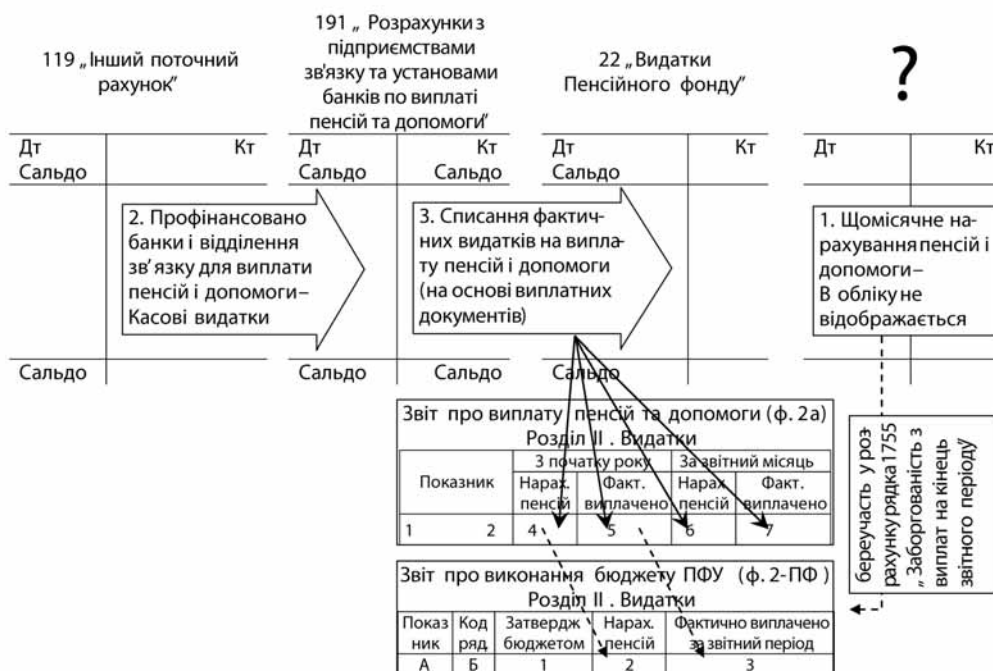 119 „Інший поточний
рахунок”
191 „ Розрахунки з
підприємствами
зв'язку та установами
банків по виплаті
пенсій та допомоги”
22 „Видатки
Пенсійного фонду”
?
Дт Кт
Сальдо
Дт Кт
Сальдо Сальдо
Дт Кт
Сальдо
Дт Кт
2. Профінансовано
банки і відділення
зв'язку для виплати
пенсій і допомоги–
Касові видатки
3. Списання фактич-
них видатків на випла-
ту пенсій і допомоги
(на основі виплатних
документів)
1. Щомісячне на-
рахування пенсій і
допомоги–
В обліку не
відображається
Сальдо
Сальдо Сальдо
Сальдо
Звіт про виплату пенсій та допомоги (ф. 2а)
Розділ II . Видатки
Показник
З початку року
За звітний місяць
Нарах.
пенсій
Факт.
виплачено
Нарах.
пенсій
Факт.
виплачено
1 2 4 5 6 7
береучасть у роз-
рахунку рядка 1755
„ Заборгованість з
виплат на кінець
звітного періоду”
Звіт про виконання бюджету ПФУ (ф. 2-ПФ )
Розділ II . Видатки
Показ
ник
Код
ряд.
Затвердж
бюджетом
Нарах.
пенсій
Фактично виплачено
за звітний період
А Б 1 2 3